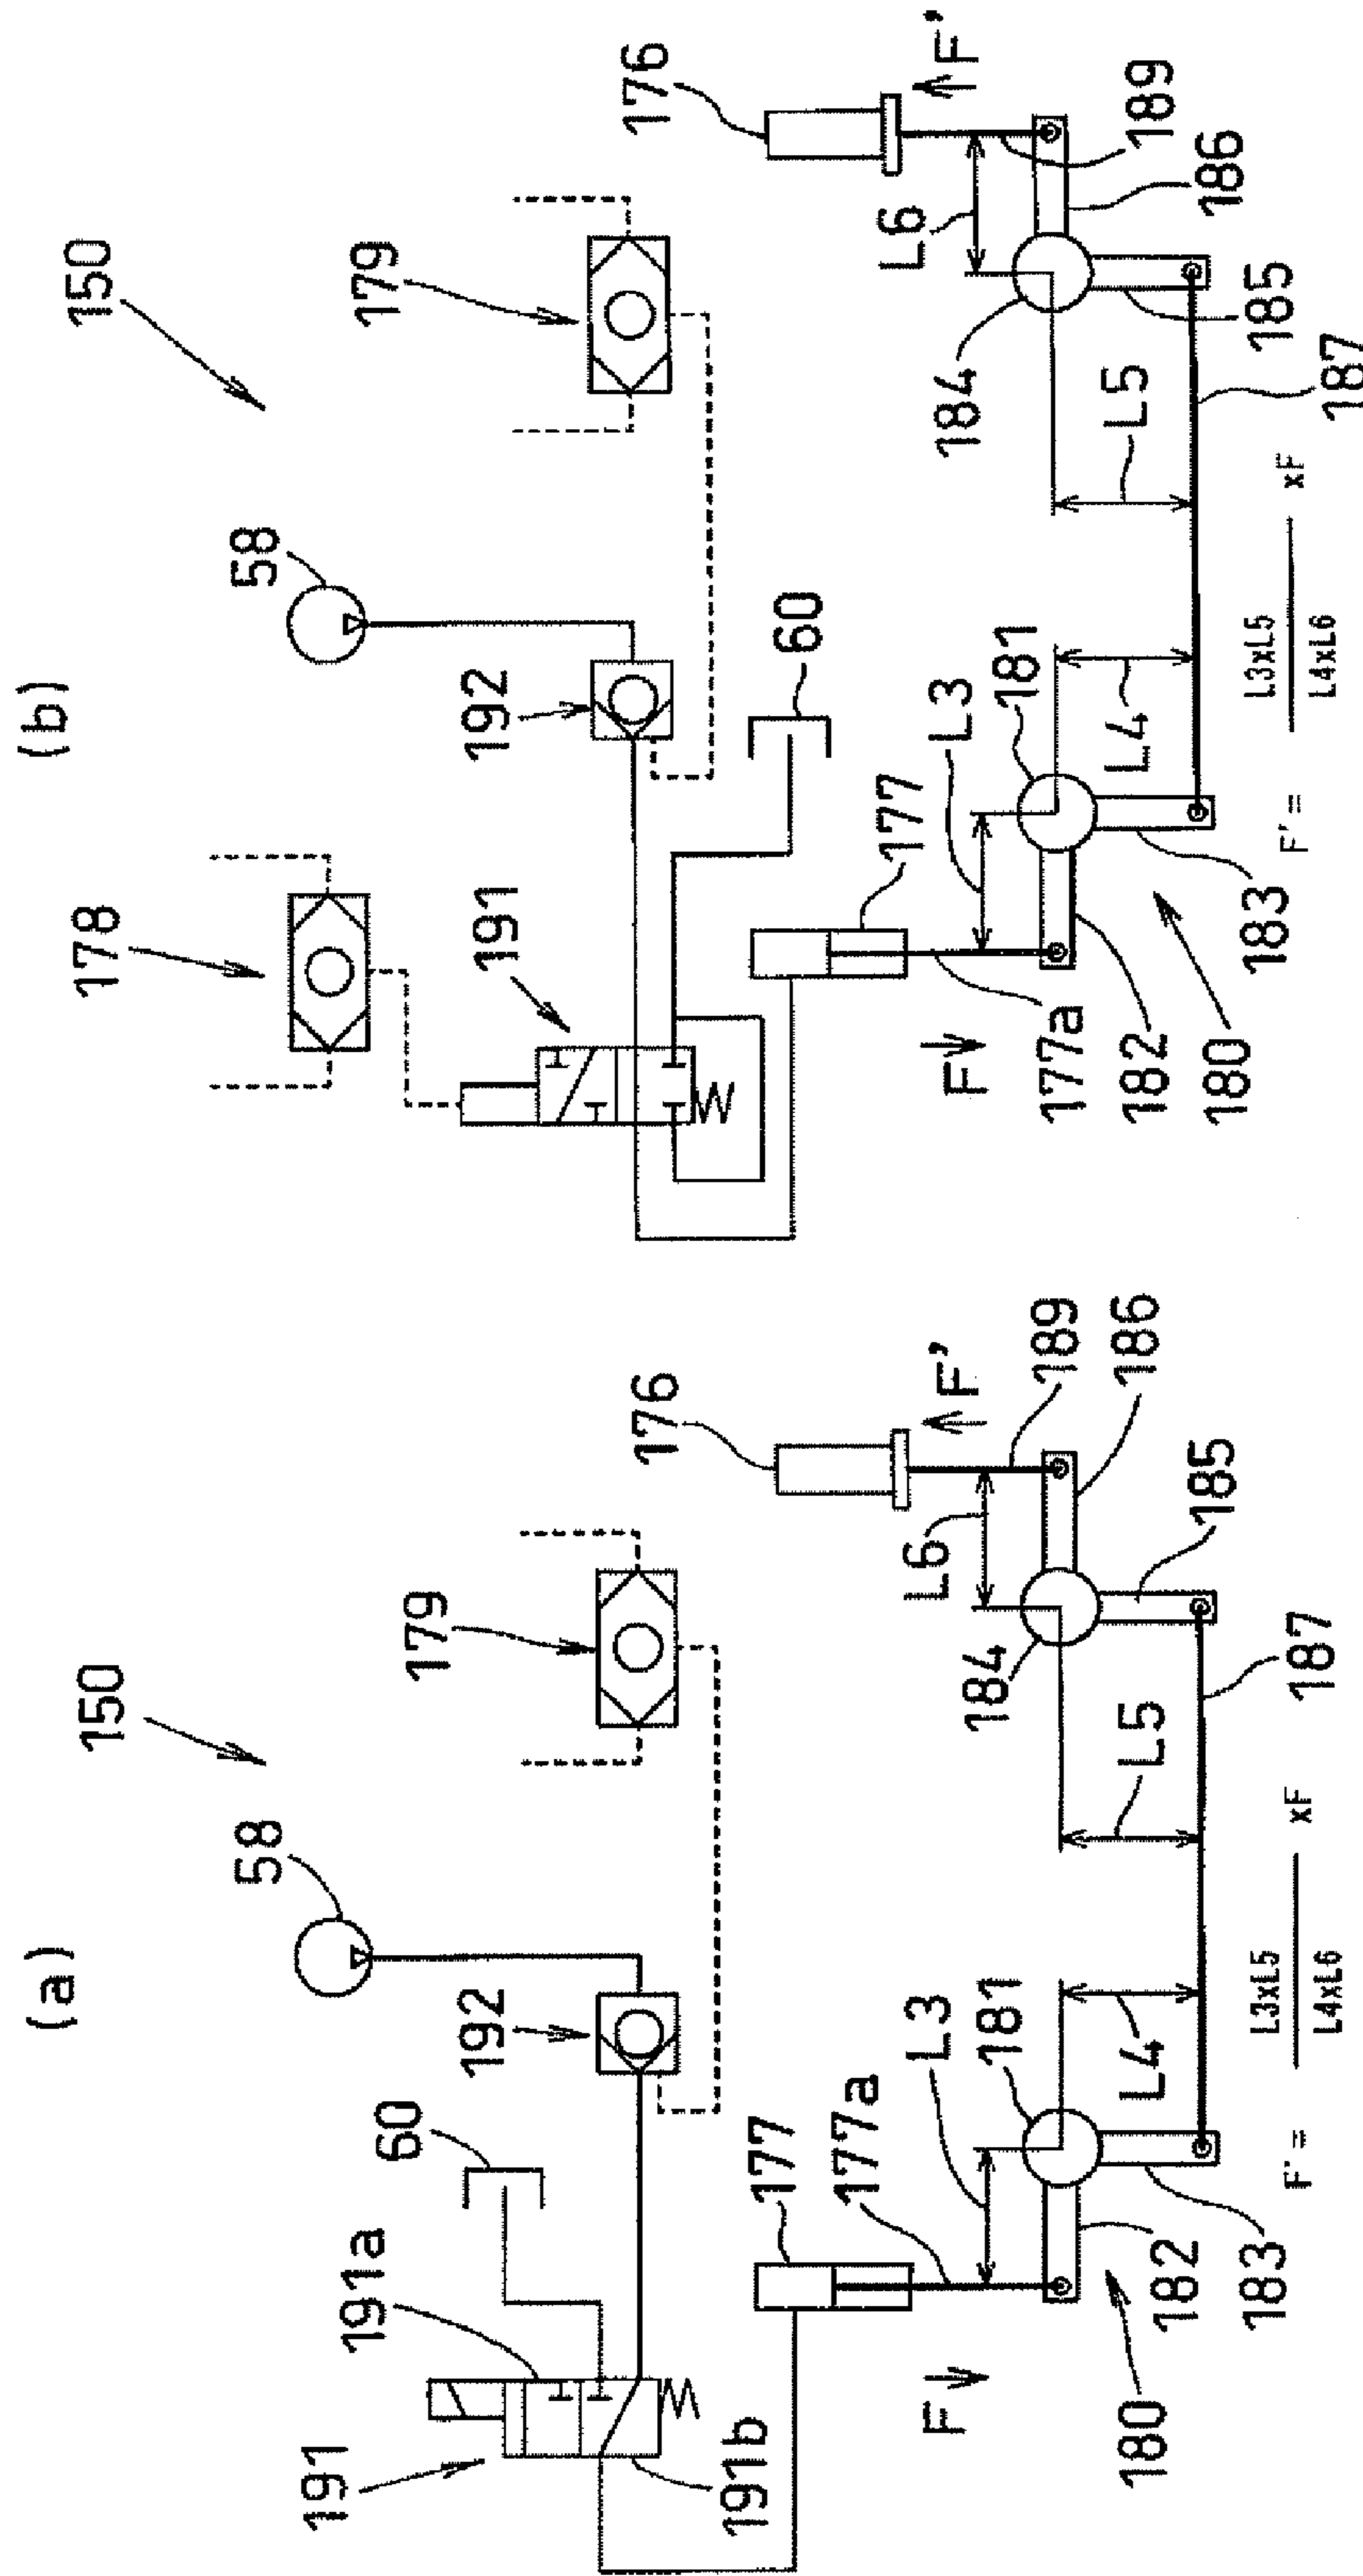 (a)
150
58
191
191a
60
192
179
191b
177
177a
L3
181
F
184
L6
176
F'
189
186
185
187
L5
L4
182
183
180
F' = L3xL5 / L4xL6 xF
(b)
150
58
178
191
192
179
60
177
177a
L3
181
F
184
L6
176
F'
189
186
185
187
L5
L4
182
183
180
F' = L3xL5 / L4xL6 xF